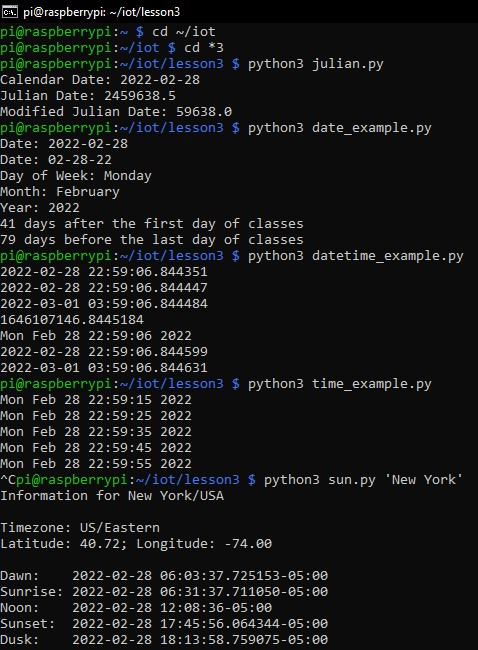 pi@raspberrypi: ~/iot/lesson3
pi@raspberrypi:~ $ cd ~/iot
pi@raspberrypi:~/iot $ cd *3
pi@raspberrypi:~/iot/lesson3 $ python3 julian.py
Calendar Date: 2022-02-28
Julian Date: 2459638.5
Modified Julian Date: 59638.0
pi@raspberrypi:~/iot/lesson3 $ python3 date_example.py
Date: 2022-02-28
Date: 02-28-22
Day of Week: Monday
Month: February
Year: 2022
41 days after the first day of classes
79 days before the last day of classes
pi@raspberrypi:~/iot/lesson3 $ python3 datetime_example.py
2022-02-28 22:59:06.844351
2022-02-28 22:59:06.844447
2022-03-01 03:59:06.844484
1646107146.8445184
Mon Feb 28 22:59:06 2022
2022-02-28 22:59:06.844599
2022-03-01 03:59:06.844631
pi@raspberrypi:~/iot/lesson3 $ python3 time_example.py
Mon Feb 28 22:59:15 2022
Mon Feb 28 22:59:25 2022
Mon Feb 28 22:59:35 2022
Mon Feb 28 22:59:45 2022
Mon Feb 28 22:59:55 2022
^Cpi@raspberrypi:~/iot/lesson3 $ python3 sun.py 'New York'
Information for New York/USA
Timezone: US/Eastern
Latitude: 40.72; Longitude: -74.00
Dawn:    2022-02-28 06:03:37.725153-05:00
Sunrise: 2022-02-28 06:31:37.711050-05:00
Noon:    2022-02-28 12:08:36-05:00
Sunset:  2022-02-28 17:45:56.064344-05:00
Dusk:    2022-02-28 18:13:58.759075-05:00